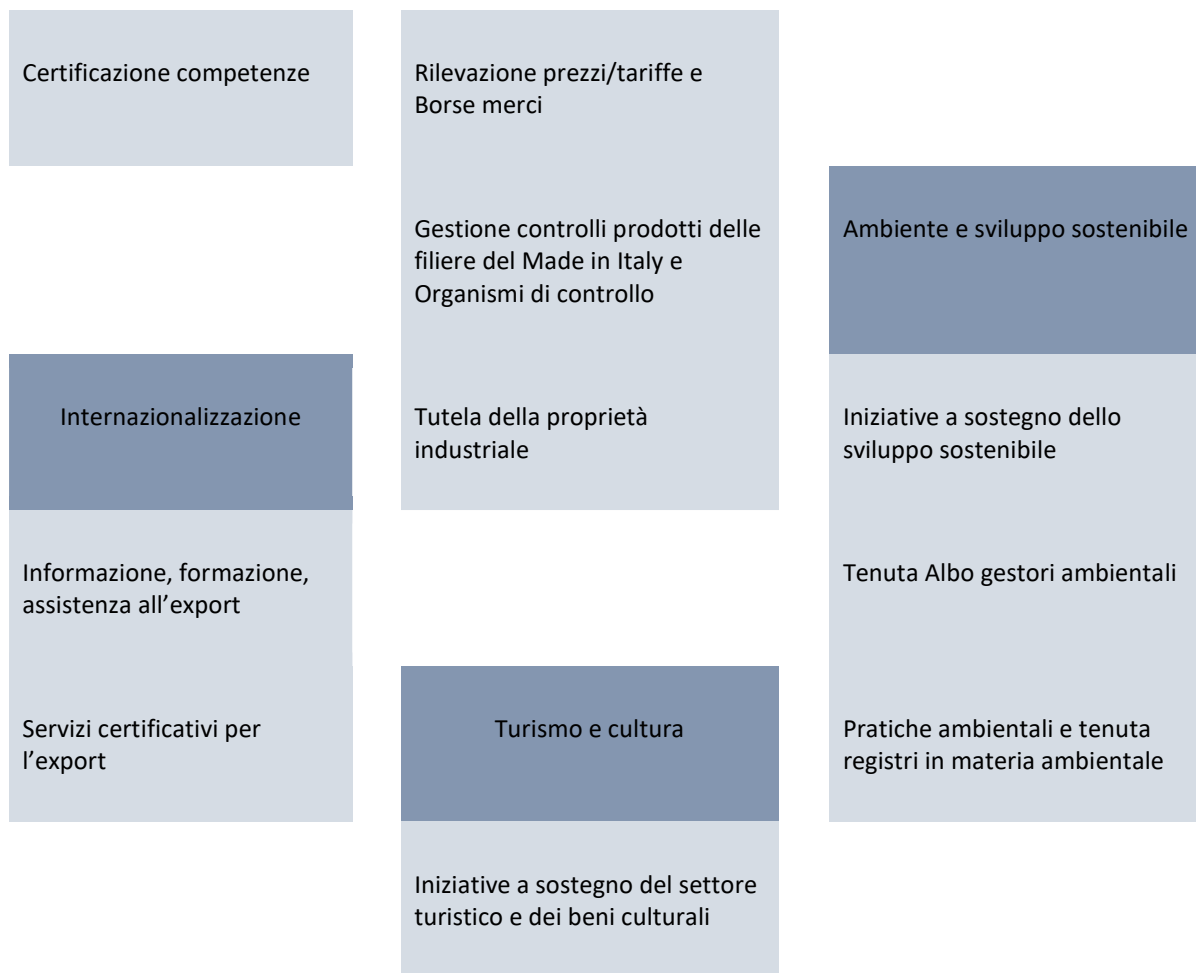 Certificazione competenze
Rilevazione prezzi/tariffe e
Borse merci
Gestione controlli prodotti delle
filiere del Made in Italy e
Organismi di controllo
Ambiente e sviluppo sostenibile
Internazionalizzazione
Tutela della proprietà
industriale
Iniziative a sostegno dello
sviluppo sostenibile
Informazione, formazione,
assistenza all’export
Tenuta Albo gestori ambientali
Servizi certificativi per
l’export
Turismo e cultura
Pratiche ambientali e tenuta
registri in materia ambientale
Iniziative a sostegno del settore
turistico e dei beni culturali